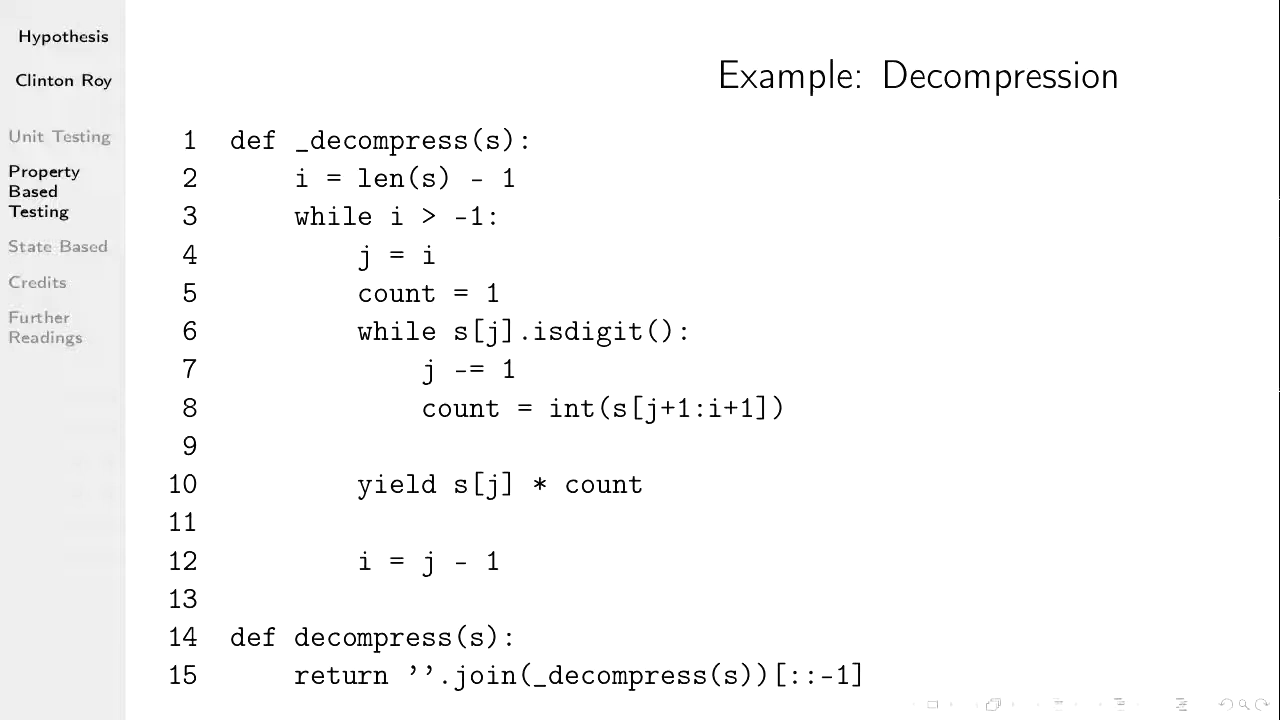 Hypothesis
Clinton Roy
Unit Testing
Property
Based
Testing
State Based
Credits
Further
Readings
Example: Decompression
1 def _decompress(s):
2     i = len(s) - 1
3     while i > -1:
4         j = i
5         count = 1
6         while s[j].isdigit():
7             j -= 1
8             count = int(s[j+1:i+1])
9
10         yield s[j] * count
11
12         i = j - 1
13
14 def decompress(s):
15     return ’’.join(_decompress(s))[::-1]